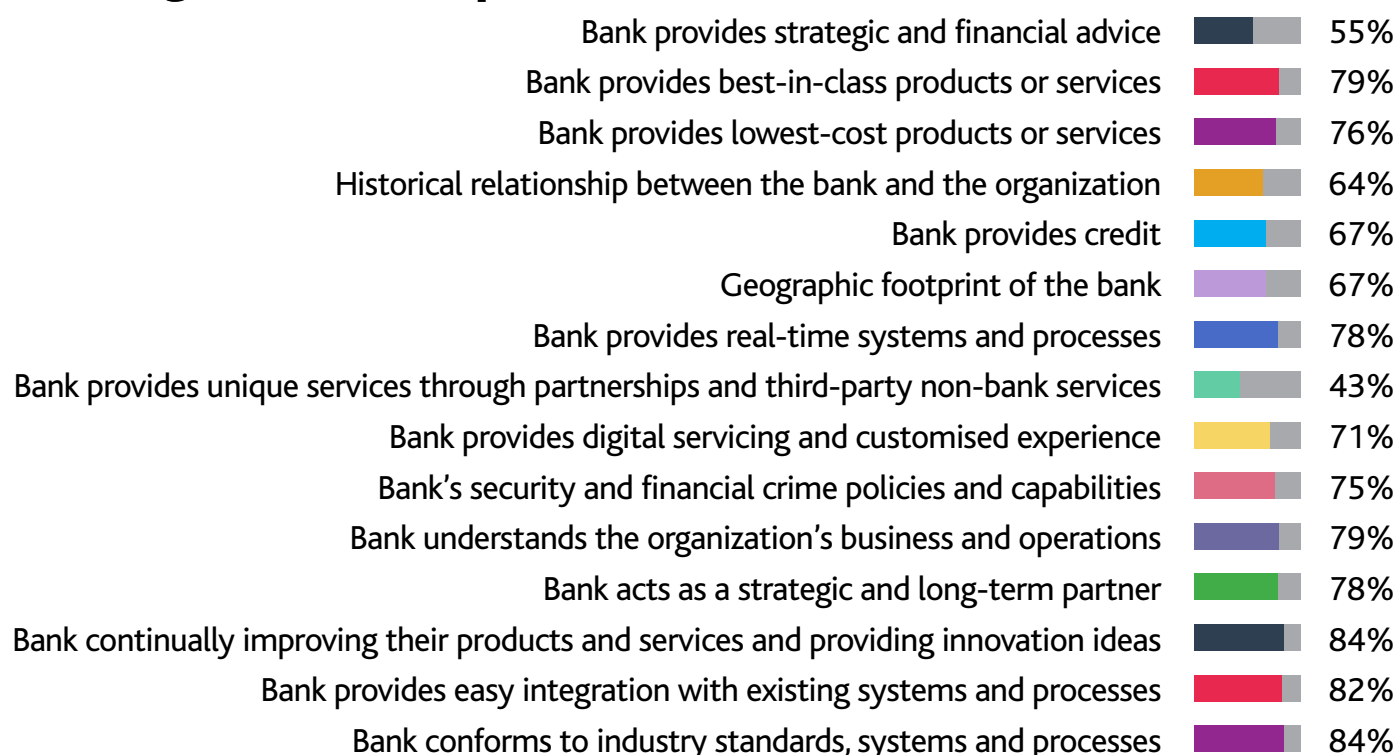 Bank provides strategic and financial advice 55%
Bank provides best-in-class products or services 79%
Bank provides lowest-cost products or services 76%
Historical relationship between the bank and the organization 64%
Bank provides credit 67%
Geographic footprint of the bank 67%
Bank provides real-time systems and processes 78%
Bank provides unique services through partnerships and third-party non-bank services 43%
Bank provides digital servicing and customised experience 71%
Bank’s security and financial crime policies and capabilities 75%
Bank understands the organization’s business and operations 79%
Bank acts as a strategic and long-term partner 78%
Bank continually improving their products and services and providing innovation ideas 84%
Bank provides easy integration with existing systems and processes 82%
Bank conforms to industry standards, systems and processes 84%